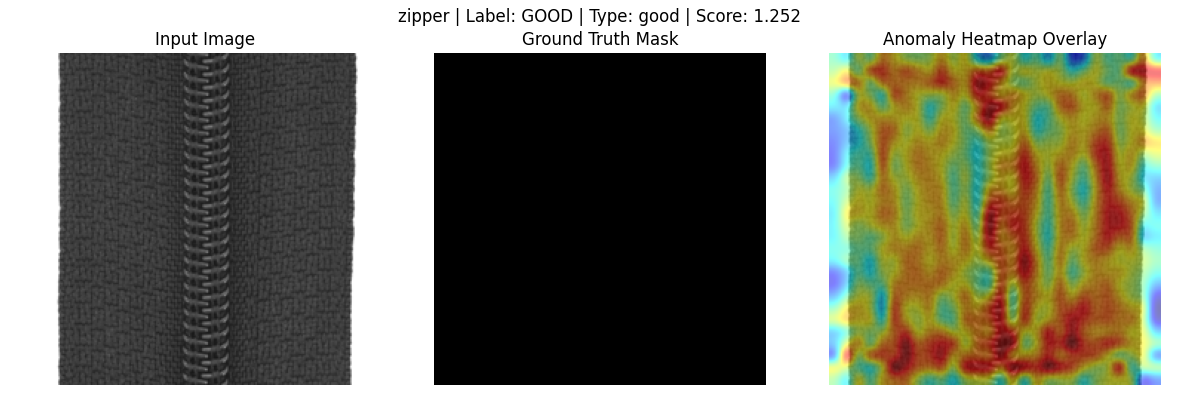 zipper | Label: GOOD | Type: good | Score: 1.252
Input Image
Ground Truth Mask
Anomaly Heatmap Overlay